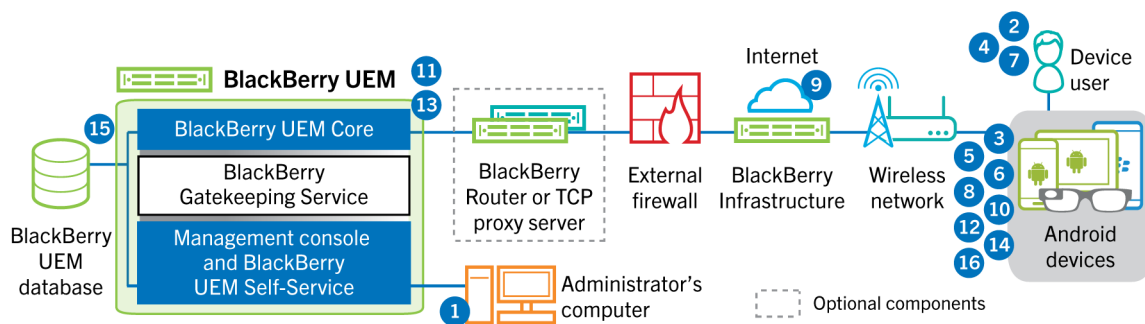 BlackBerry UEM
11
13
15
BlackBerry UEM Core
BlackBerry
Gatekeeping Service
Management console
and BlackBerry
UEM Self-Service
BlackBerry
UEM
database
1
Administrator's
computer
BlackBerry
Router or TCP
proxy server
External
firewall
Internet
9
BlackBerry
Infrastructure
Wireless
network
2
4
7
Device
user
3
5
6
8
10
12
14
16
Android
devices
Optional components